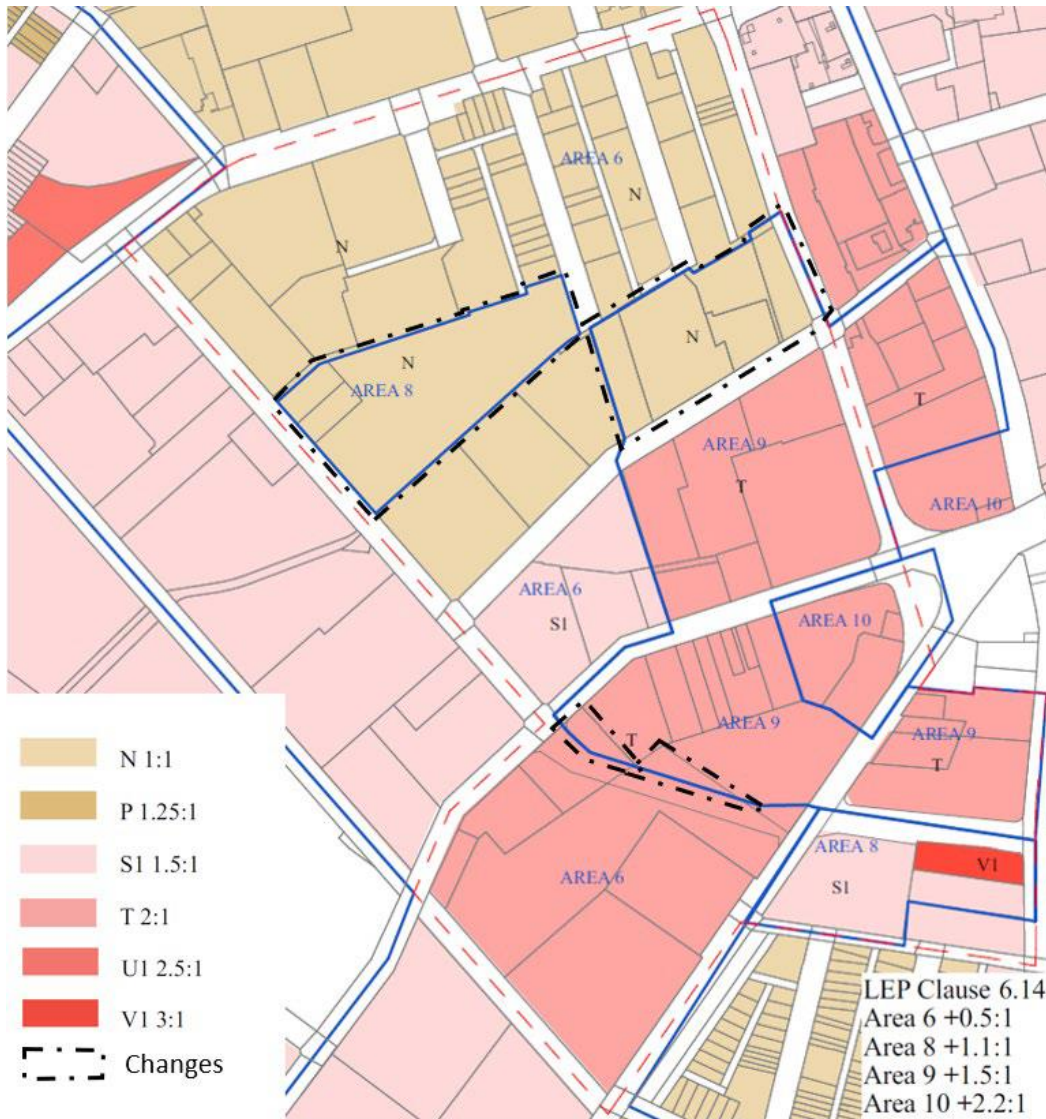 AREA 6
N
N
N
N
AREA 8
T
AREA 9
T
AREA 10
AREA 6
S1
AREA 10
AREA 9
T
AREA 9
T
AREA 8
V1
S1
AREA 6
N 1:1
P 1.25:1
S1 1.5:1
T 2:1
U1 2.5:1
V1 3:1
Changes
LEP Clause 6.14
Area 6 +0.5:1
Area 8 +1.1:1
Area 9 +1.5:1
Area 10 +2.2:1